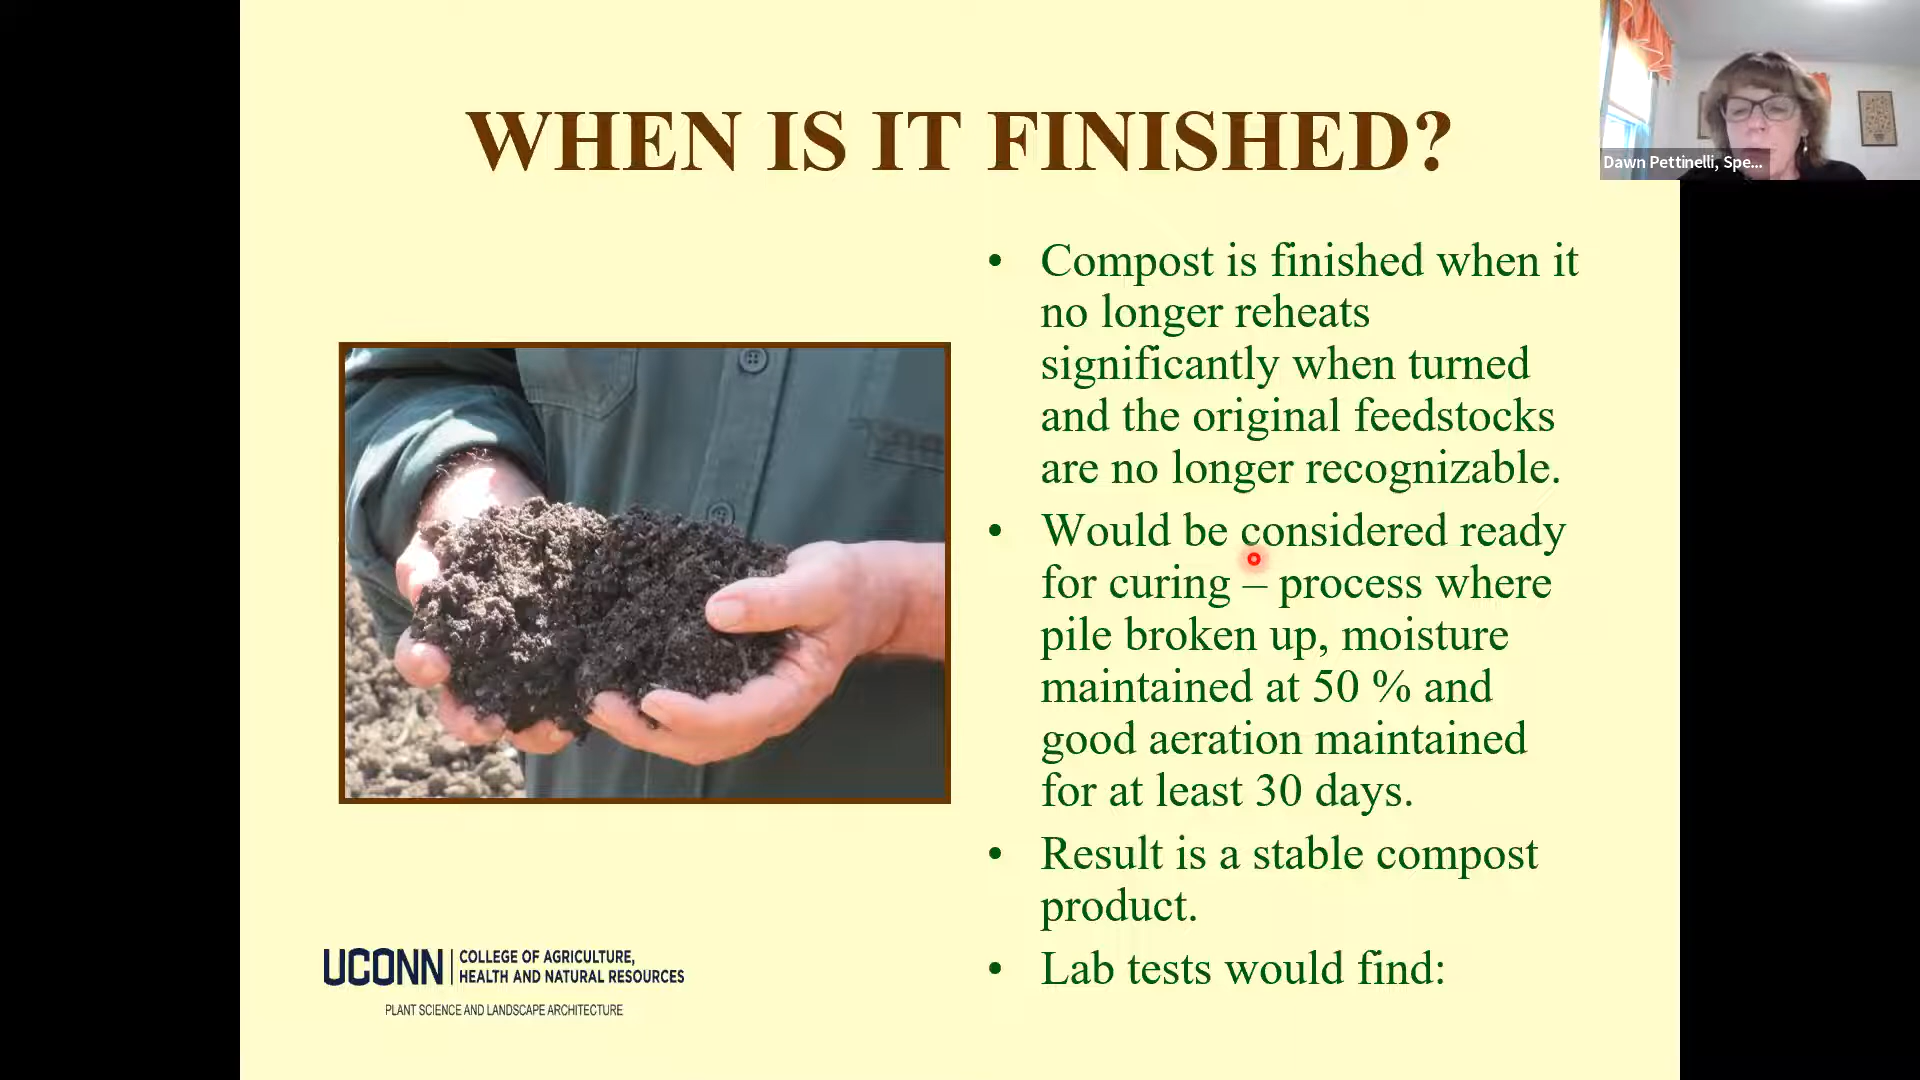 WHEN IS IT FINISHED?
Dawn Pettinelli, Spe...
• Compost is finished when it
no longer reheats
significantly when turned
and the original feedstocks
are no longer recognizable.
• Would be considered ready
for curing – process where
pile broken up, moisture
maintained at 50 % and
good aeration maintained
for at least 30 days.
• Result is a stable compost
product.
• Lab tests would find:
UCONN | COLLEGE OF AGRICULTURE,
HEALTH AND NATURAL RESOURCES
PLANT SCIENCE AND LANDSCAPE ARCHITECTURE